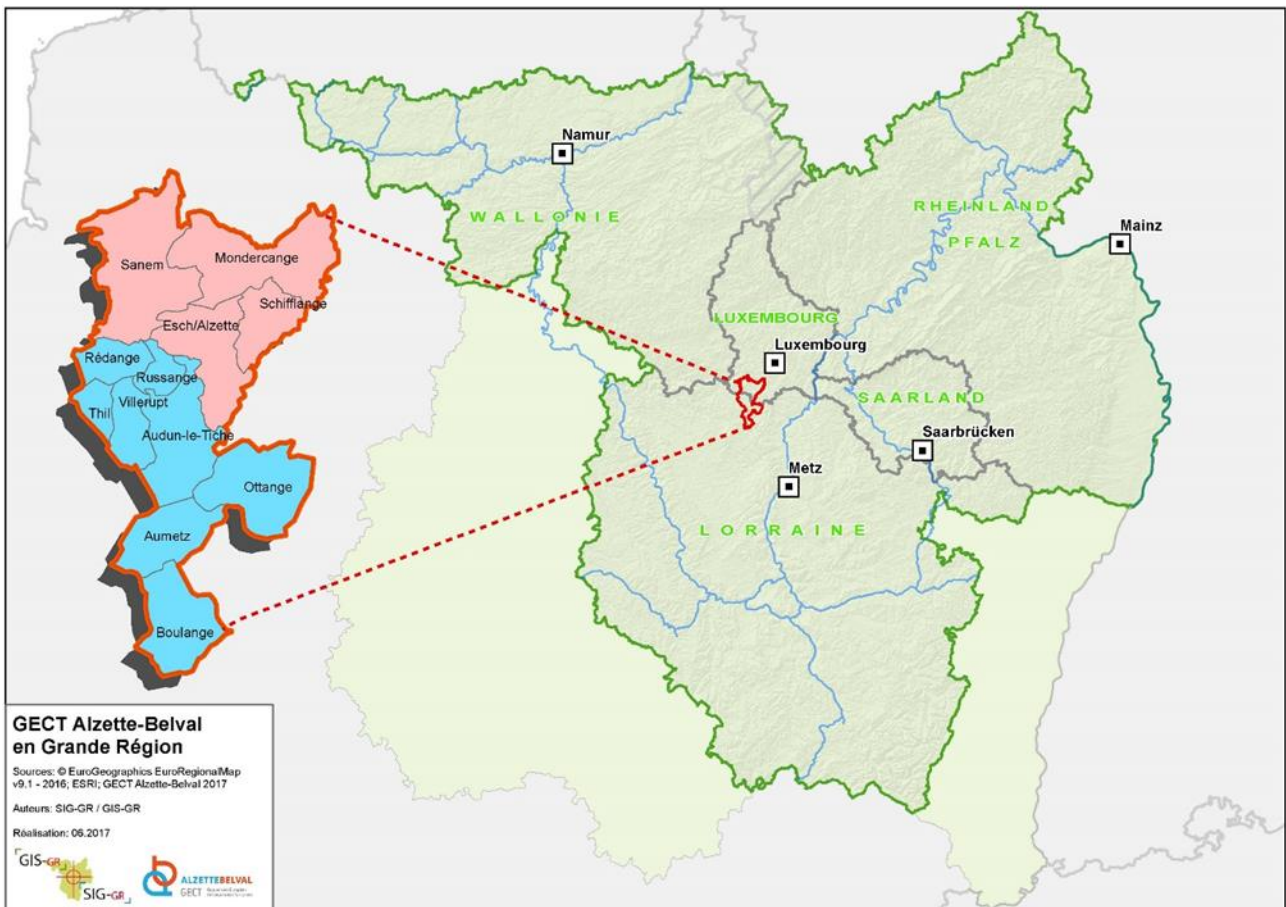 Namur
WALLONIE
RHEINLAND
PFALZ
Mainz
LUXEMBOURG
Luxembourg
SAARLAND
Saarbrücken
Metz
LORRAINE
Sanem
Mondercange
Schifflange
Esch/Alzette
Rédange
Russange
Thil
Villerupt
Audun-le-Tiche
Ottange
Aumetz
Boulange
GECT Alzette-Belval
en Grande Région
Sources: © EuroGeographics EuroRegionalMap
v9.1 - 2016; ESRI; GECT Alzette-Belval 2017
Auteurs: SIG-GR / GIS-GR
Réalisation: 06.2017
GIS-GR
SIG-GR
ALZETTEBELVAL
GECT